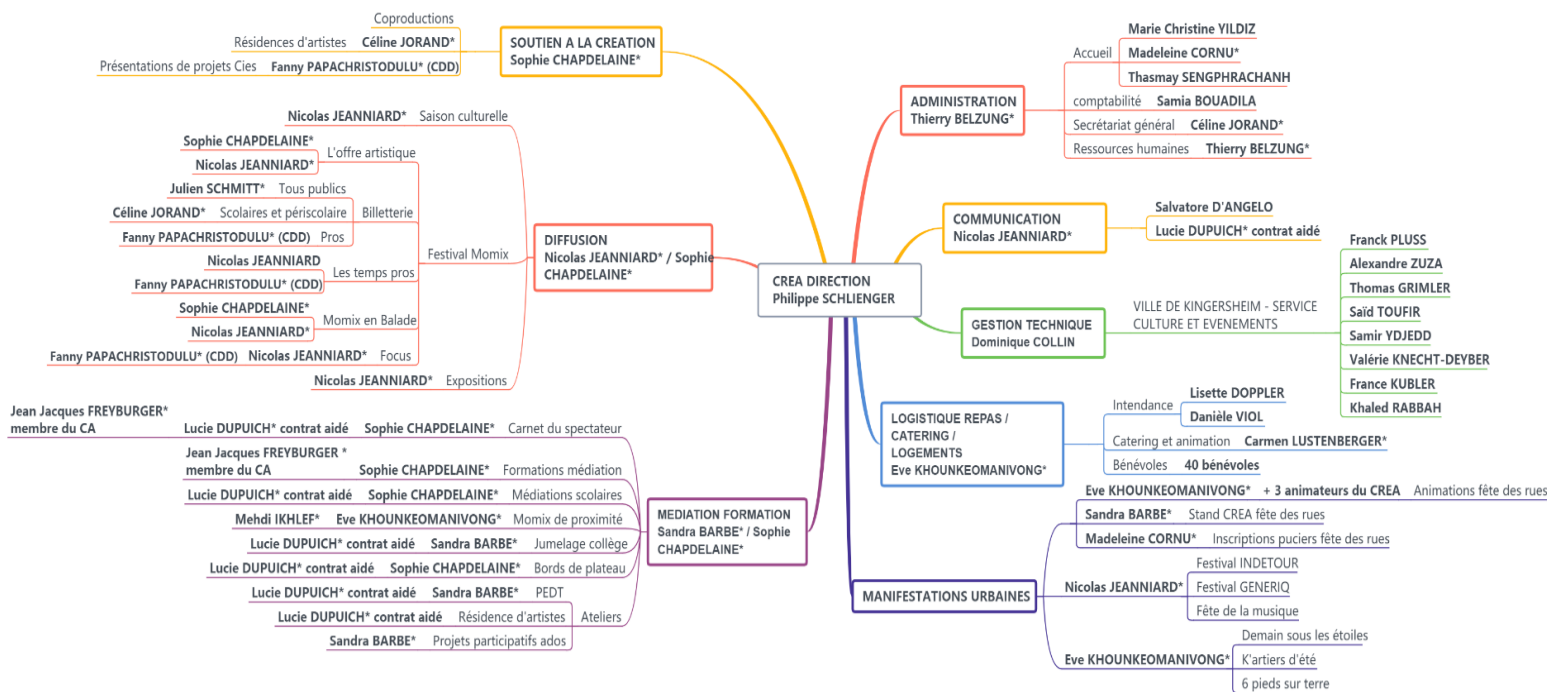 CREA DIRECTION
Philippe SCHLIENGER
SOUTIEN A LA CREATION
Sophie CHAPDELAINE*
Coproductions
Résidences d'artistes Céline JORAND*
Présentations de projets Cies Fanny PAPACHRISTODULU* (CDD)
DIFFUSION
Nicolas JEANNIARD* / Sophie
CHAPDELAINE*
Nicolas JEANNIARD* Saison culturelle
Festival Momix
Sophie CHAPDELAINE*
L'offre artistique
Nicolas JEANNIARD*
Julien SCHMITT* Tous publics
Céline JORAND* Scolaires et périscolaire Billetterie
Fanny PAPACHRISTODULU* (CDD) Pros
Nicolas JEANNIARD
Les temps pros
Fanny PAPACHRISTODULU* (CDD)
Sophie CHAPDELAINE*
Momix en Balade
Nicolas JEANNIARD*
Fanny PAPACHRISTODULU* (CDD) Nicolas JEANNIARD* Focus
Nicolas JEANNIARD* Expositions
MEDIATION FORMATION
Sandra BARBE* / Sophie
CHAPDELAINE*
Jean Jacques FREYBURGER*
membre du CA Lucie DUPUICH* contrat aidé Sophie CHAPDELAINE* Carnet du spectateur
Jean Jacques FREYBURGER *
membre du CA Sophie CHAPDELAINE* Formations médiation
Lucie DUPUICH* contrat aidé Sophie CHAPDELAINE* Médiations scolaires
Mehdi IKHLEF* Eve KHOUNKEOMANIVONG* Momix de proximité
Lucie DUPUICH* contrat aidé Sandra BARBE* Jumelage collège
Lucie DUPUICH* contrat aidé Sophie CHAPDELAINE* Bords de plateau
Lucie DUPUICH* contrat aidé Sandra BARBE* PEDT
Lucie DUPUICH* contrat aidé Résidence d'artistes Ateliers
Sandra BARBE* Projets participatifs ados
ADMINISTRATION
Thierry BELZUNG*
Marie Christine YILDIZ
Accueil Madeleine CORNU*
Thasmay SENGPHRACHANH
comptabilité Samia BOUADILA
Secrétariat général Céline JORAND*
Ressources humaines Thierry BELZUNG*
COMMUNICATION
Nicolas JEANNIARD*
Salvatore D'ANGELO
Lucie DUPUICH* contrat aidé
GESTION TECHNIQUE
Dominique COLLIN
VILLE DE KINGERSHEIM - SERVICE
CULTURE ET EVENEMENTS
Franck PLUSS
Alexandre ZUZA
Thomas GRIMLER
Saïd TOUFIR
Samir YDJEDD
Valérie KNECHT-DEYBER
France KUBLER
Khaled RABBAH
LOGISTIQUE REPAS /
CATERING /
LOGEMENTS
Eve KHOUNKEOMANIVONG*
Lisette DOPPLER
Intendance
Danièle VIOL
Catering et animation Carmen LUSTENBERGER*
Bénévoles 40 bénévoles
MANIFESTATIONS URBAINES
Eve KHOUNKEOMANIVONG* + 3 animateurs du CREA Animations fête des rues
Sandra BARBE* Stand CREA fête des rues
Madeleine CORNU* Inscriptions puciers fête des rues
Festival INDETOUR
Nicolas JEANNIARD* Festival GENERIQ
Fête de la musique
Demain sous les étoiles
Eve KHOUNKEOMANIVONG* K'artiers d'été
6 pieds sur terre